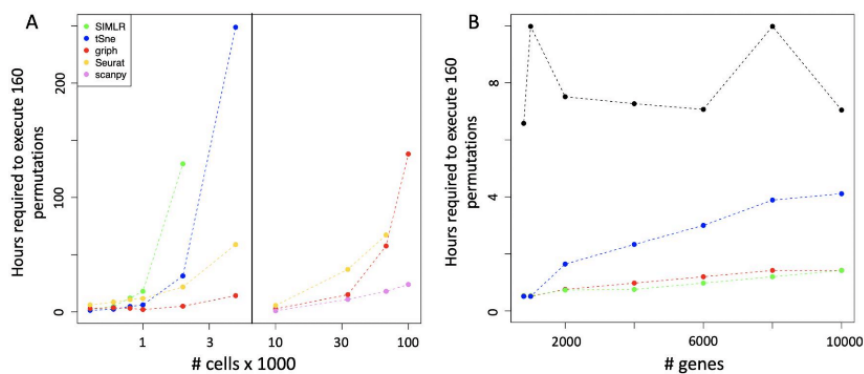 A
SIMLR
tSne
griph
Seurat
scanpy
Hours required to execute 160
permutations
0
100
200
1
3
10
30
100
# cells x 1000
B
Hours required to execute 160
permutations
0
4
8
2000
6000
10000
# genes